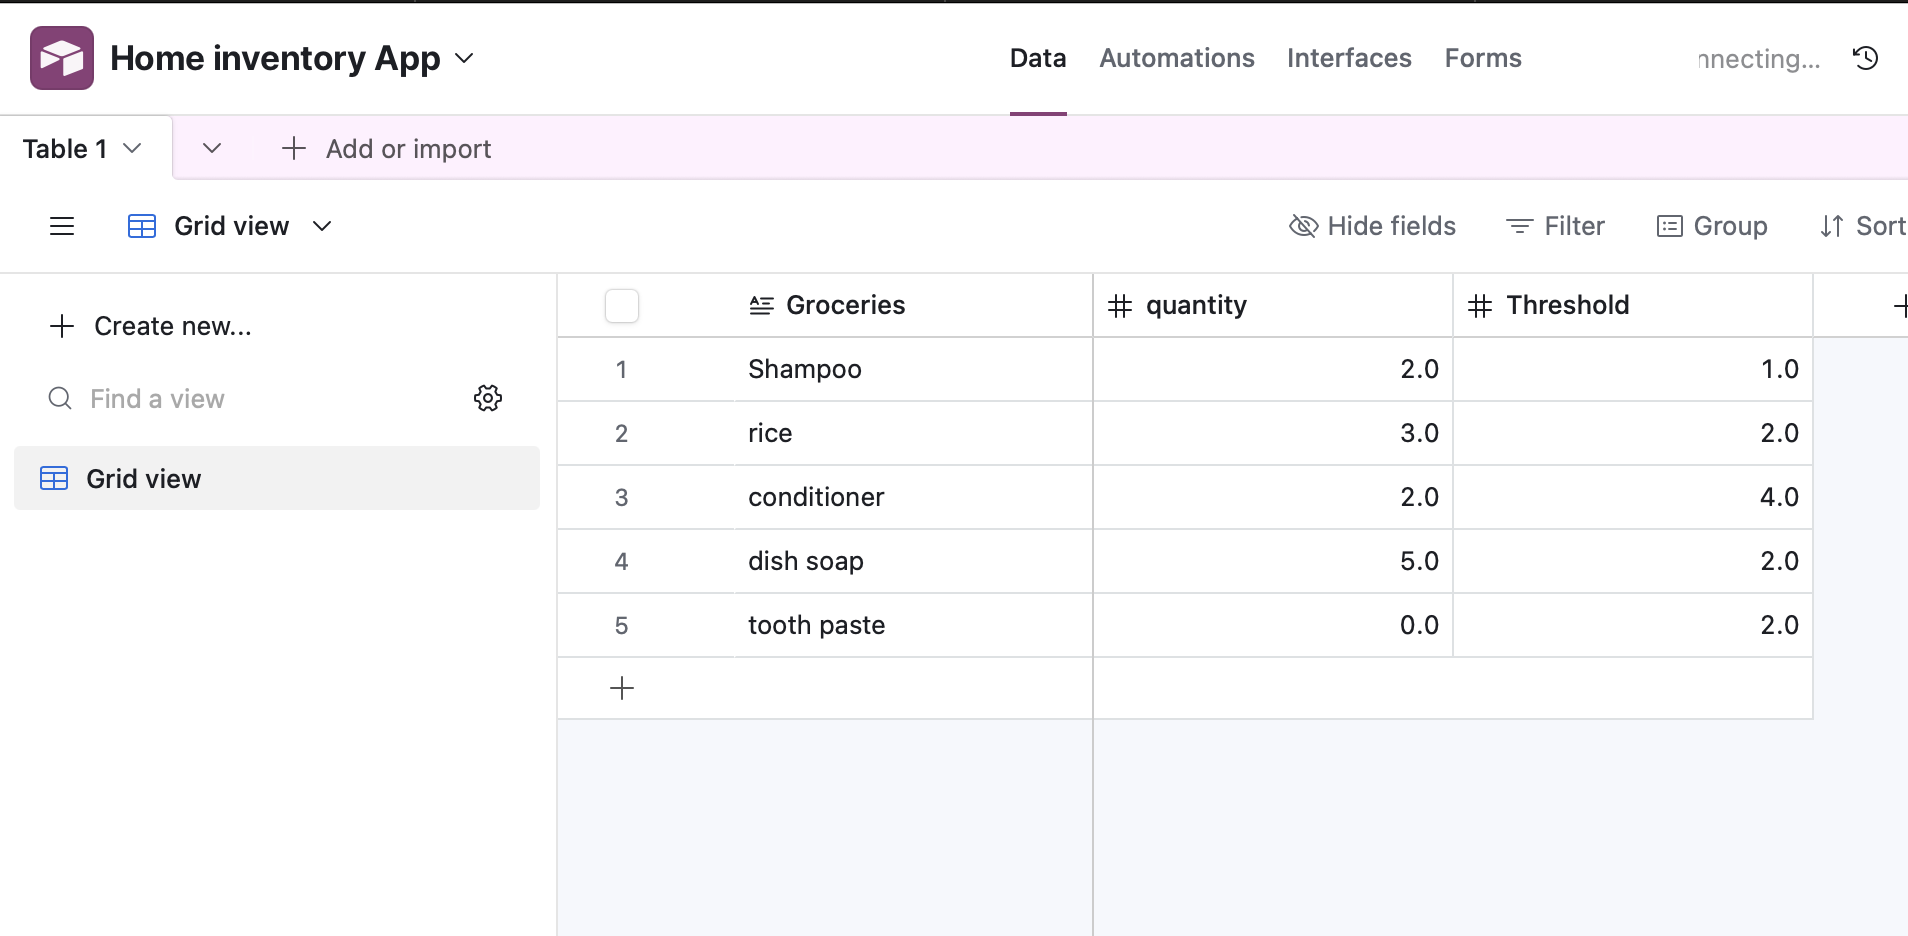 Home inventory App
Data Automations Interfaces Forms
nnecting...
Table 1
Add or import
Grid view
Hide fields Filter Group Sort
Create new...
Find a view
Grid view
Groceries quantity Threshold
1 Shampoo 2.0 1.0
2 rice 3.0 2.0
3 conditioner 2.0 4.0
4 dish soap 5.0 2.0
5 tooth paste 0.0 2.0